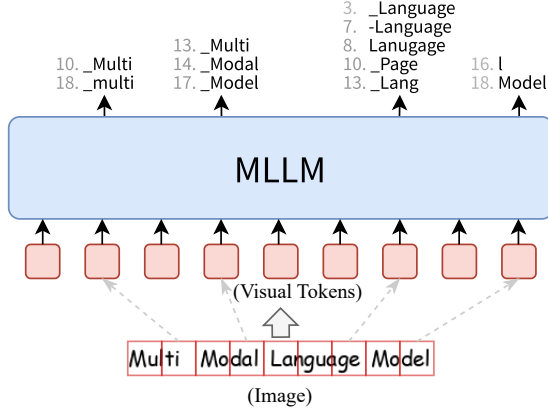 3. _Language
7. -Language
8. Lanugage
10. _Page
13. _Lang
13. _Multi
14. _Modal
17. _Model
10. _Multi
18. _multi
16. l
18. Model
MLLM
(Visual Tokens)
Multi Modal Language Model
(Image)